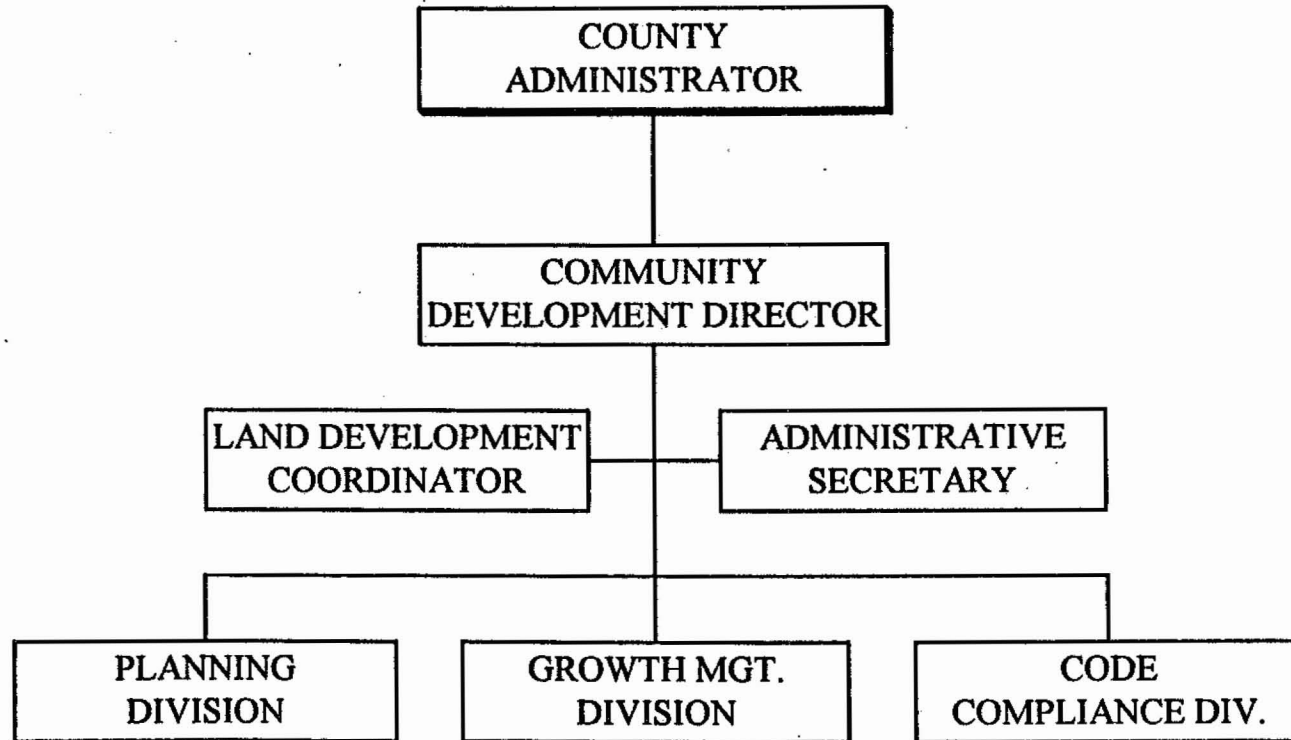 COUNTY
ADMINISTRATOR
COMMUNITY
DEVELOPMENT DIRECTOR
LAND DEVELOPMENT
COORDINATOR
ADMINISTRATIVE
SECRETARY
PLANNING
DIVISION
GROWTH MGT.
DIVISION
CODE
COMPLIANCE DIV.